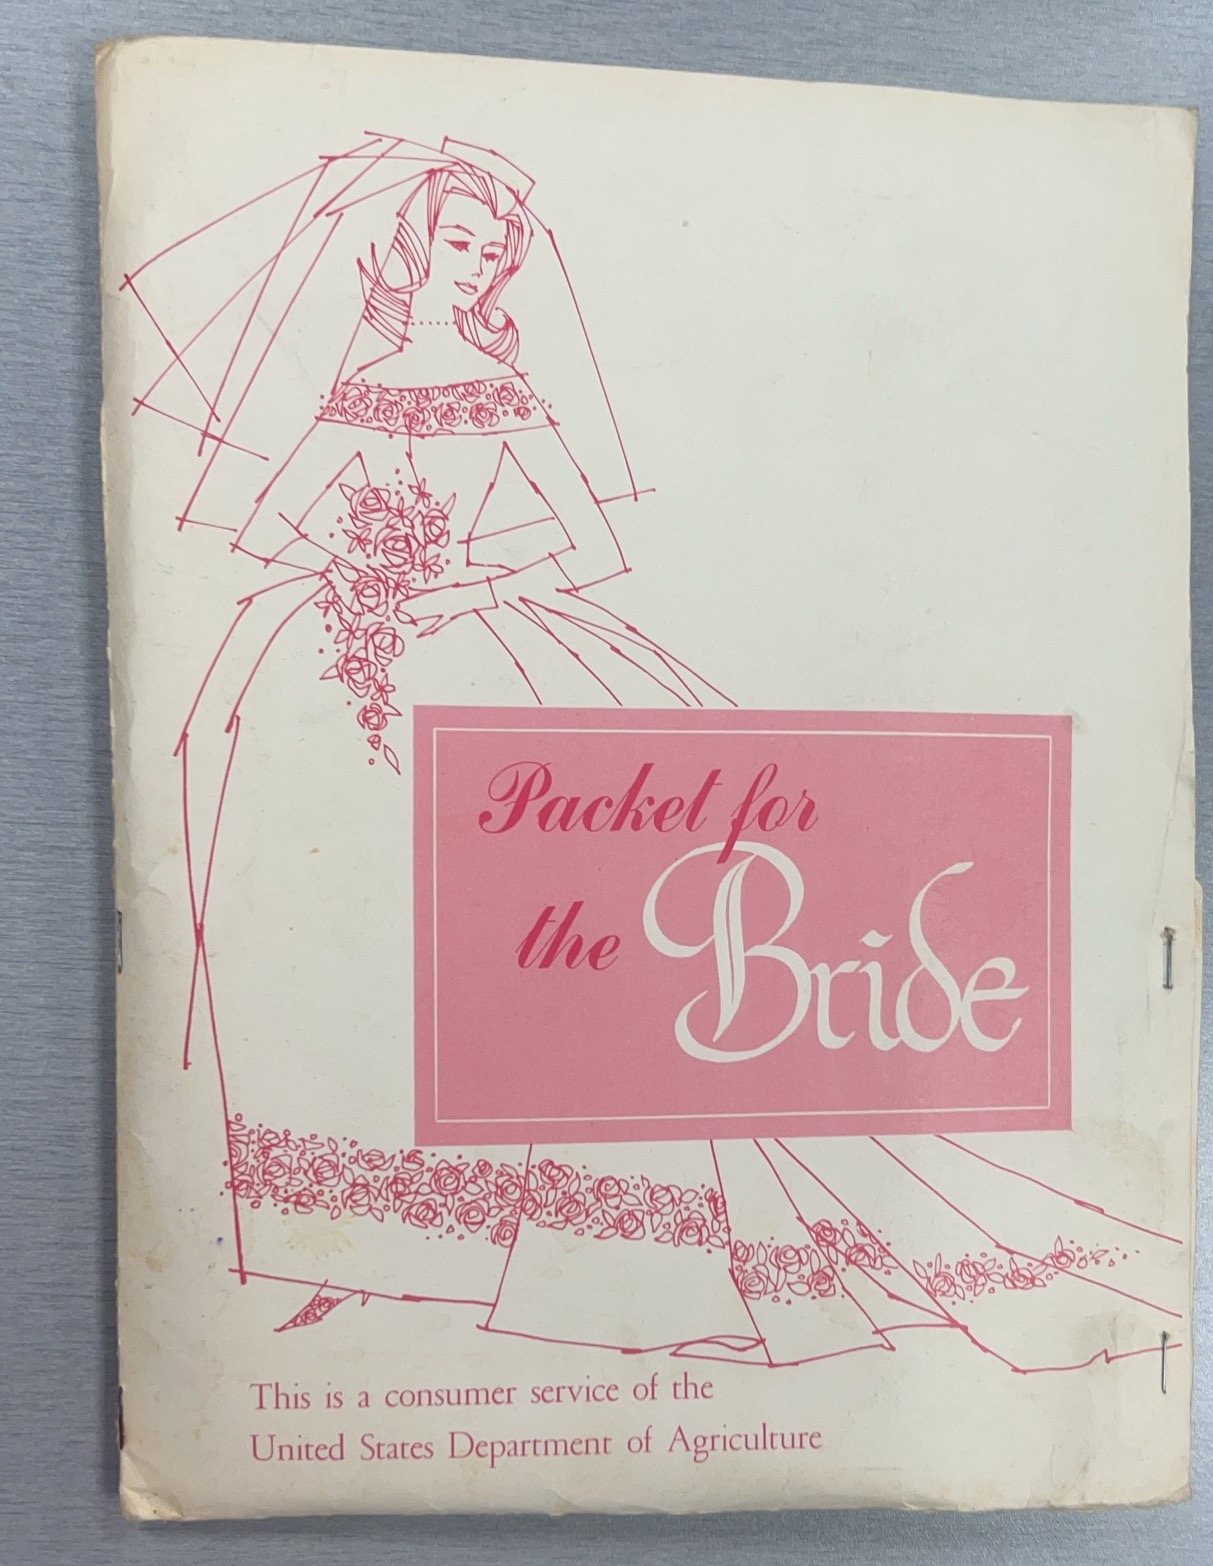 Packet for
the Bride
This is a consumer service of the
United States Department of Agriculture